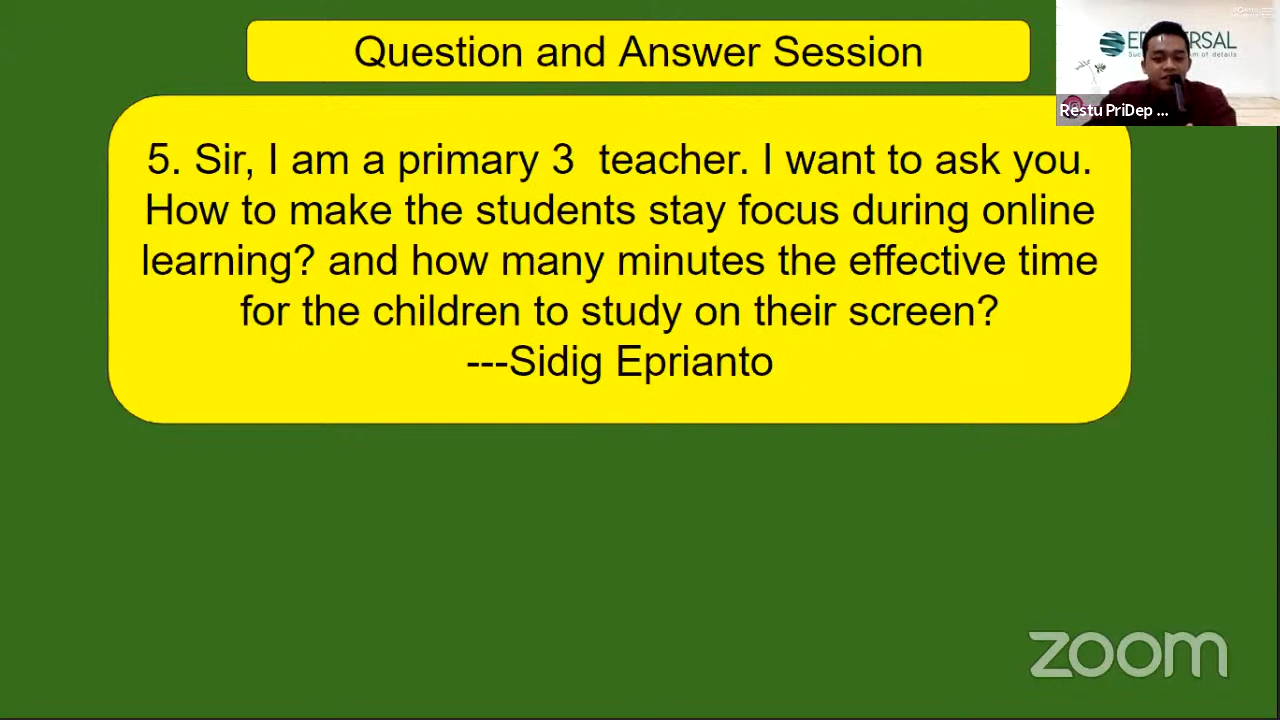 Question and Answer Session
5. Sir, I am a primary 3 teacher. I want to ask you.
How to make the students stay focus during online
learning? and how many minutes the effective time
for the children to study on their screen?
---Sidig Eprianto
Restu PriDep ...
zoom